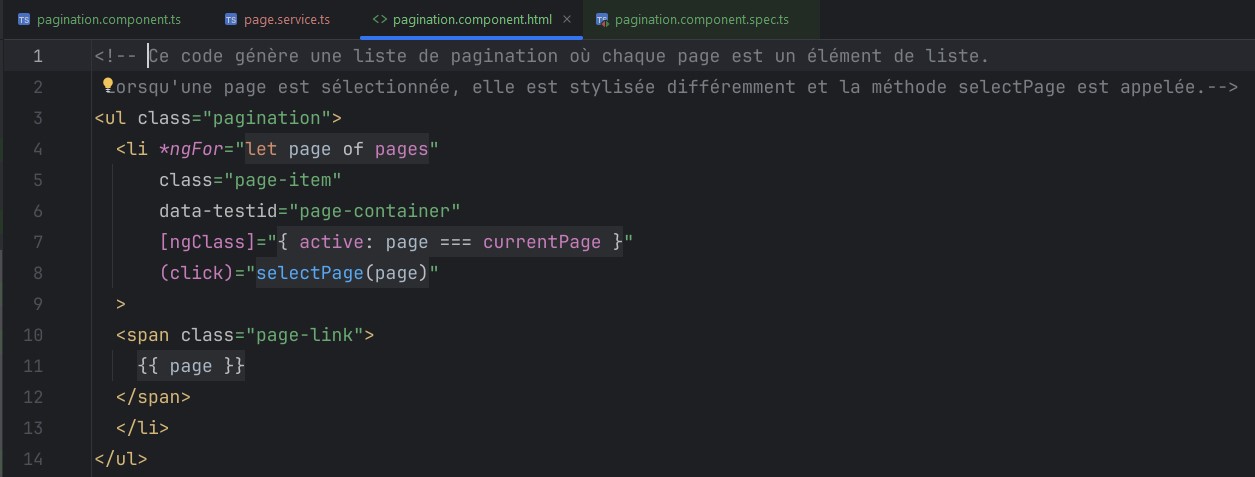 pagination.component.ts page.service.ts <> pagination.component.html × pagination.component.spec.ts
1 <!-- Ce code génère une liste de pagination où chaque page est un élément de liste.
2 Lorsqu'une page est sélectionnée, elle est stylisée différemment et la méthode selectPage est appelée.-->
3 <ul class="pagination">
4 <li *ngFor="let page of pages"
5 class="page-item"
6 data-testid="page-container"
7 [ngClass]="{ active: page === currentPage }"
8 (click)="selectPage(page)"
9 >
10 <span class="page-link">
11 {{ page }}
12 </span>
13 </li>
14 </ul>